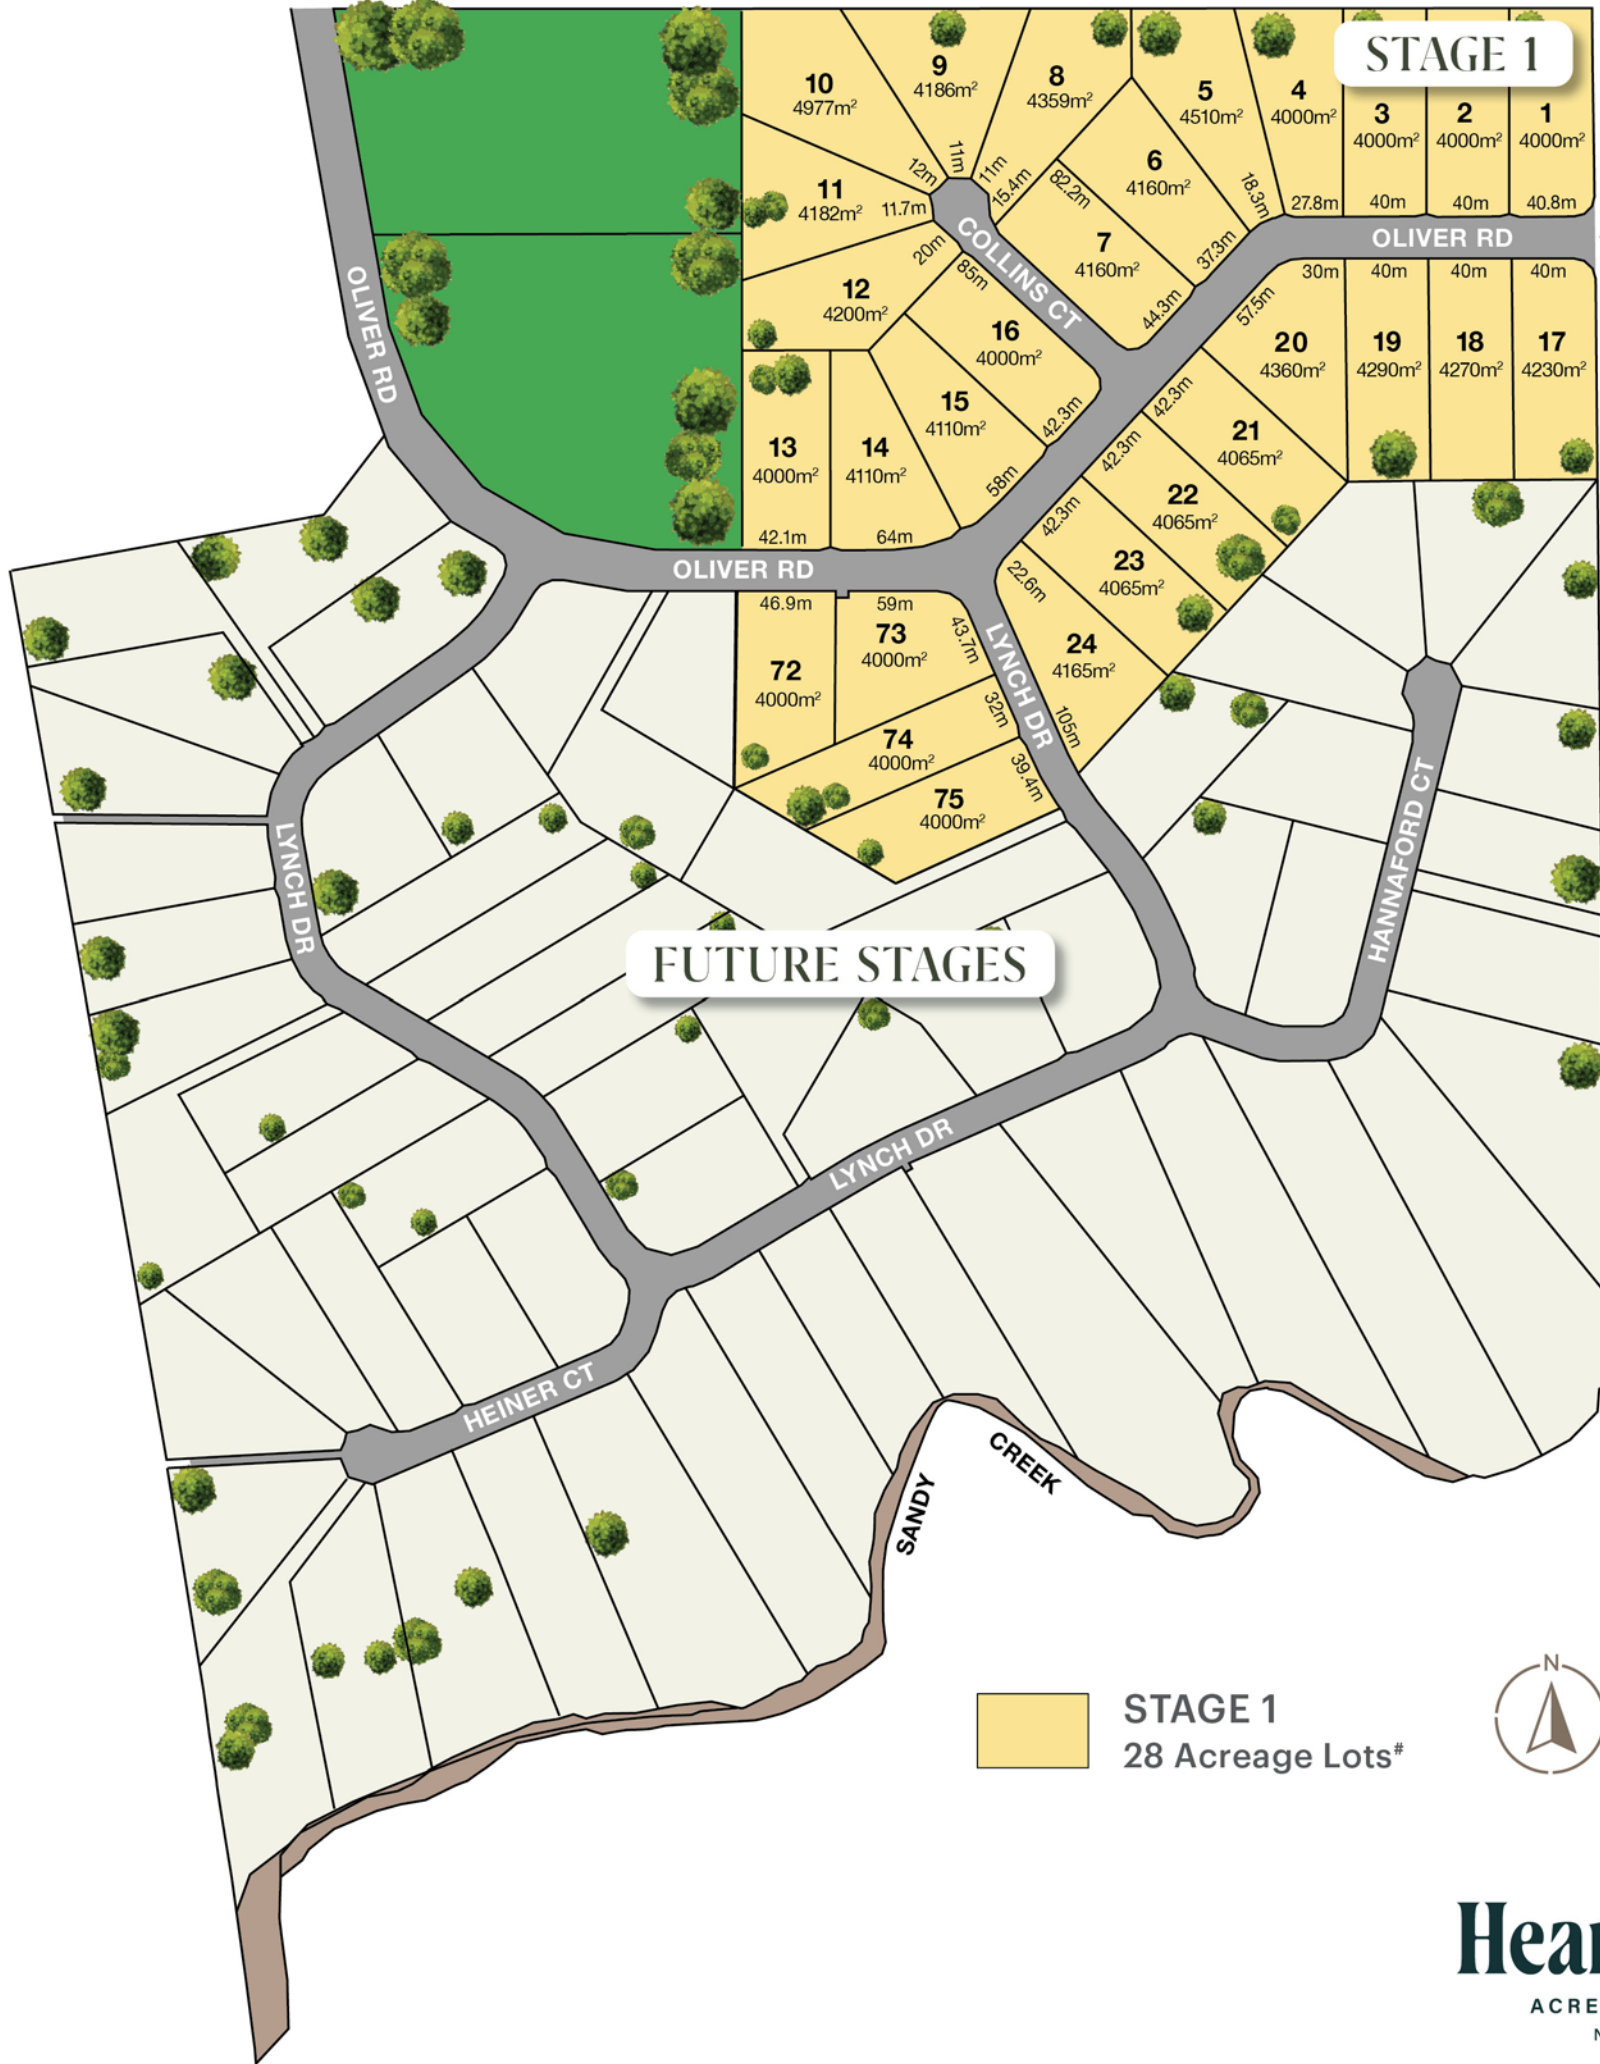 STAGE 1
10
4977m²
9
4186m²
8
4359m²
5
4510m²
4
4000m²
3
4000m²
2
4000m²
1
4000m²
11
4182m²
6
4160m²
12m
11m
11m
15.4m
82.2m
18.3m
27.8m
40m
40m
40.8m
11.7m
20m
COLLINS CT
7
4160m²
37.3m
44.3m
OLIVER RD
12
4200m²
85m
16
4000m²
30m
40m
40m
40m
57.5m
20
4360m²
19
4290m²
18
4270m²
17
4230m²
OLIVER RD
13
4000m²
42.1m
14
4110m²
64m
15
4110m²
58m
42.3m
42.3m
21
4065m²
42.3m
22
4065m²
42.3m
23
4065m²
22.6m
24
4165m²
105m
OLIVER RD
46.9m
72
4000m²
59m
73
4000m²
43.7m
LYNCH DR
32m
74
4000m²
39.4m
75
4000m²
HANNAFORD CT
LYNCH DR
FUTURE STAGES
LYNCH DR
HEINER CT
SANDY
CREEK
STAGE 1
28 Acreage Lots#
N